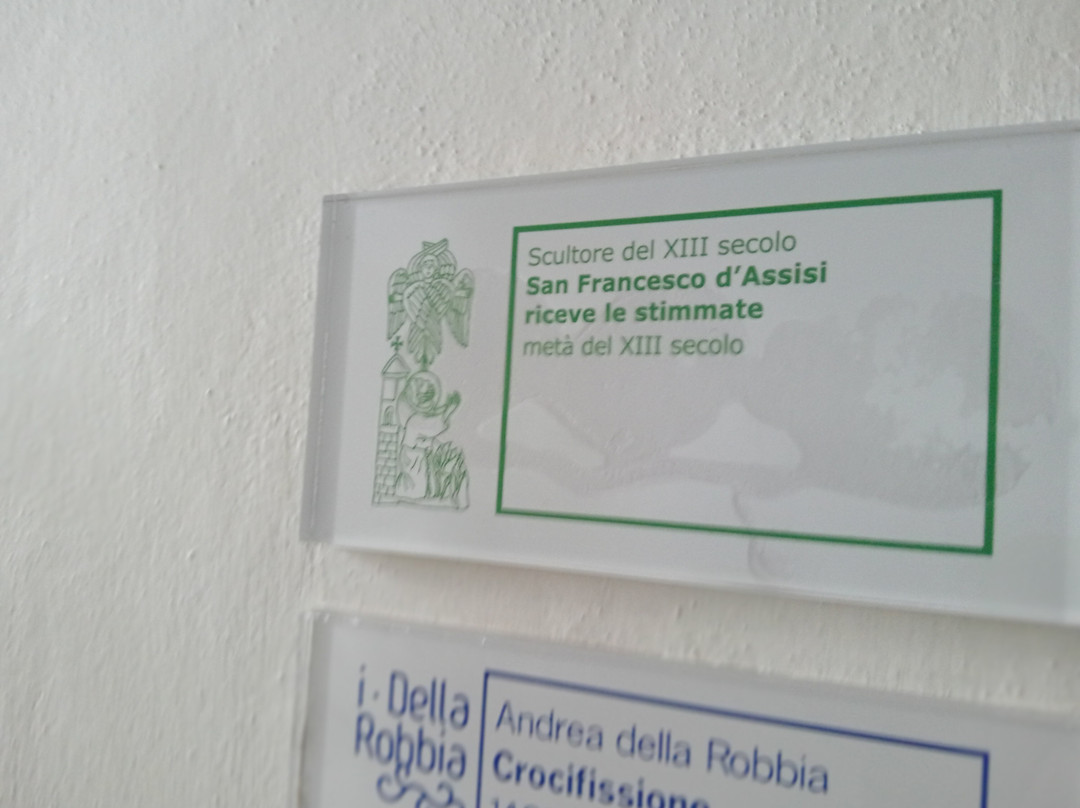 Scultore del XIII secolo
San Francesco d'Assisi
riceve le stimmate
metà del XIII secolo
i · Della
Robbia
Andrea della Robbia
Crocifissione